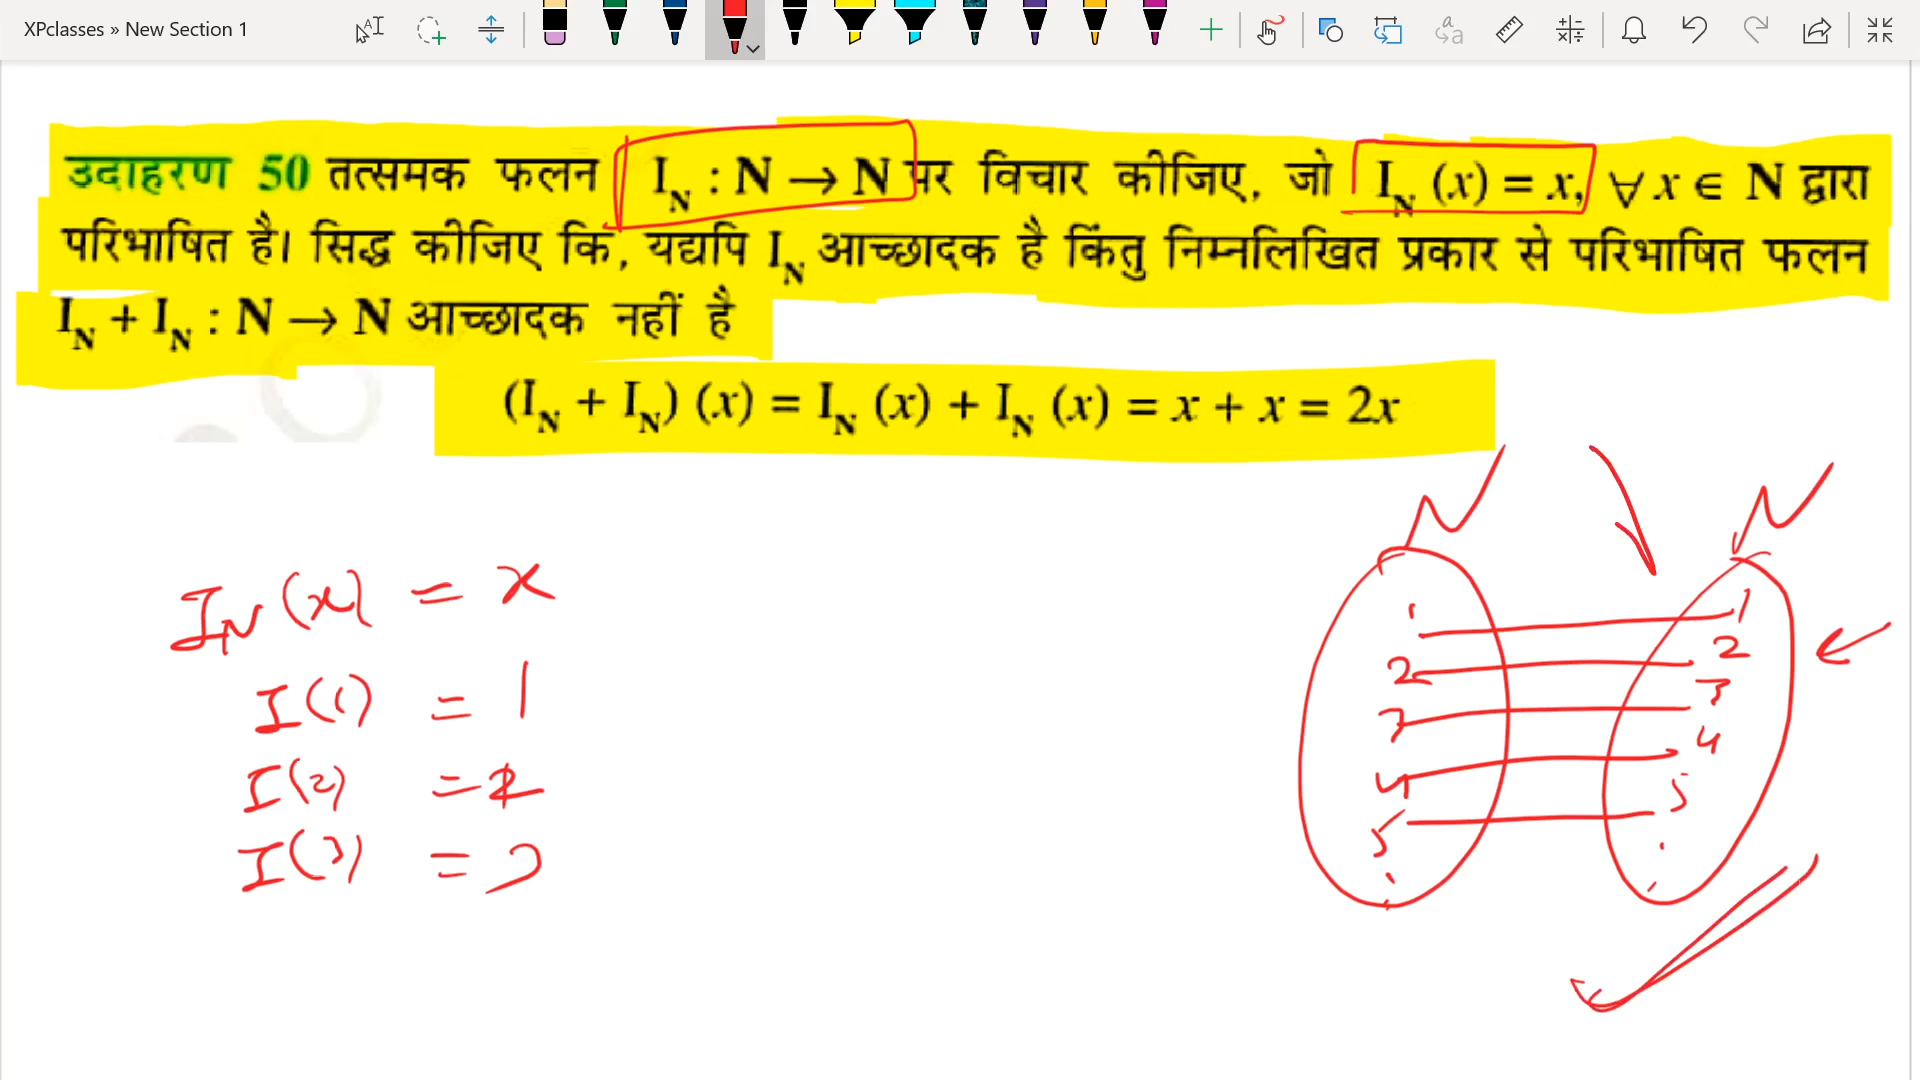 XPclasses » New Section 1
उदाहरण 50 तत्समक फलन I_N : N → N पर विचार कीजिए, जो I_N (x) = x, ∀ x ∈ N द्वारा
परिभाषित है। सिद्ध कीजिए कि, यद्यपि I_N आच्छादक है किंतु निम्नलिखित प्रकार से परिभाषित फलन
I_N + I_N : N → N आच्छादक नहीं है
(I_N + I_N) (x) = I_N (x) + I_N (x) = x + x = 2x
N N
I_N (x) = x
I(1) = 1
I(2) = 2
I(3) = 3
1 1
2 2
3 3
4 4
5 5